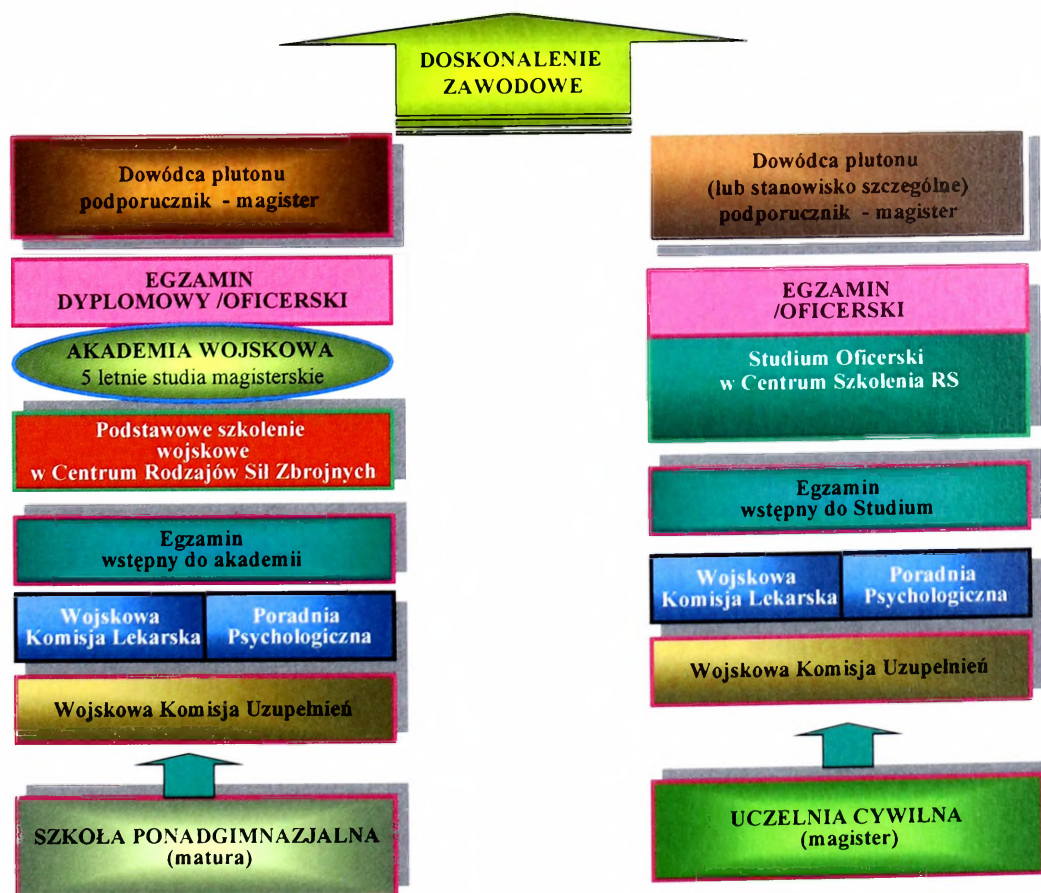 DOSKONALENIE
ZAWODOWE
Dowódca plutonu
podporucznik - magister
EGZAMIN
DYPLOMOWY /OFICERSKI
AKADEMIA WOJSKOWA
5 letnie studia magisterskie
Podstawowe szkolenie
wojskowe
w Centrum Rodzajów Sił Zbrojnych
Egzamin
wstępny do akademii
Wojskowa
Komisja Lekarska
Poradnia
Psychologiczna
Wojskowa Komisja Uzupełnień
SZKOŁA PONADGIMNAZJALNA
(matura)
Dowódca plutonu
(lub stanowisko szczególne)
podporucznik - magister
EGZAMIN
/OFICERSKI
Studium Oficerski
w Centrum Szkolenia RS
Egzamin
wstępny do Studium
Wojskowa
Komisja Lekarska
Poradnia
Psychologiczna
Wojskowa Komisja Uzupełnień
UCZELNIA CYWILNA
(magister)